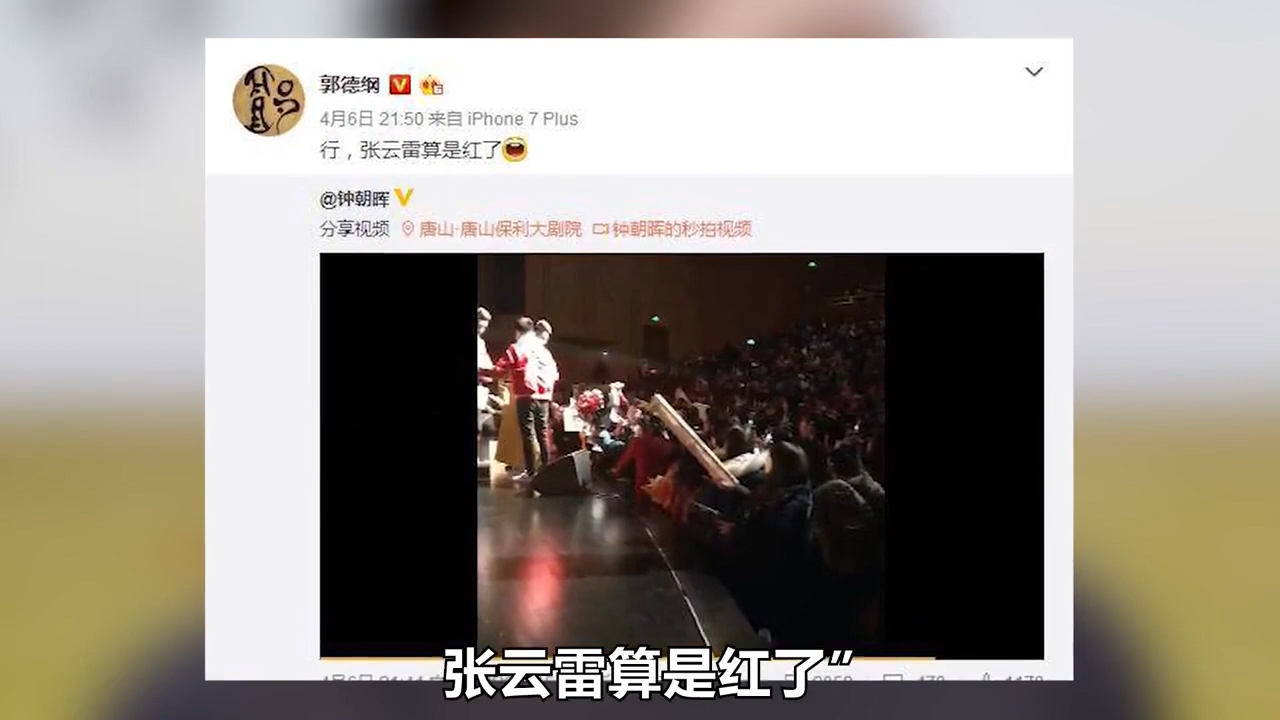 郭德纲
4月6日 21:50 来自 iPhone 7 Plus
行，张云雷算是红了
@钟朝晖
分享视频 唐山·唐山保利大剧院 钟朝晖的秒拍视频
张云雷算是红了”